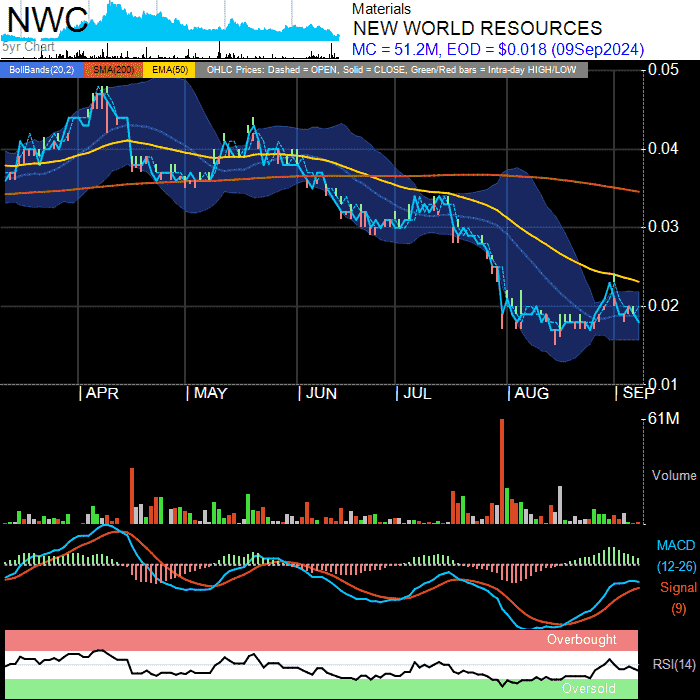 NWC
Materials
NEW WORLD RESOURCES
5yr Chart
MC = 51.2M, EOD = $0.018 (09Sep2024)
BollBands(20,2) SMA(200) EMA(50) OHLC Prices: Dashed = OPEN, Solid = CLOSE, Green/Red bars = Intra-day HIGH/LOW
0.05
0.04
0.03
0.02
0.01
APR MAY JUN JUL AUG SEP
61M
Volume
MACD
(12-26)
Signal
(9)
Overbought
RSI(14)
Oversold